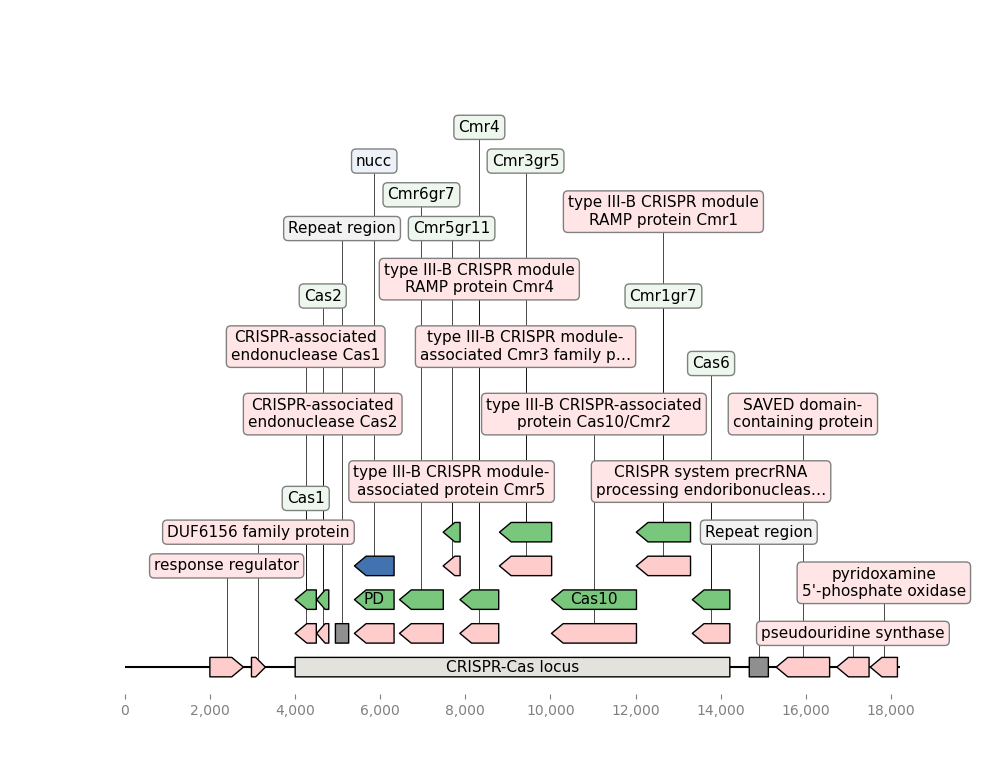 Cmr4
nucc
Cmr3gr5
Cmr6gr7
type III-B CRISPR module
RAMP protein Cmr1
Repeat region
Cmr5gr11
type III-B CRISPR module
RAMP protein Cmr4
Cas2
Cmr1gr7
CRISPR-associated
endonuclease Cas1
type III-B CRISPR module-
associated Cmr3 family p...
Cas6
CRISPR-associated
endonuclease Cas2
type III-B CRISPR-associated
protein Cas10/Cmr2
SAVED domain-
containing protein
type III-B CRISPR module-
associated protein Cmr5
CRISPR system precrRNA
processing endoribonucleas...
Cas1
DUF6156 family protein
Repeat region
response regulator
pyridoxamine
5'-phosphate oxidase
PD
Cas10
pseudouridine synthase
CRISPR-Cas locus
0 2,000 4,000 6,000 8,000 10,000 12,000 14,000 16,000 18,000